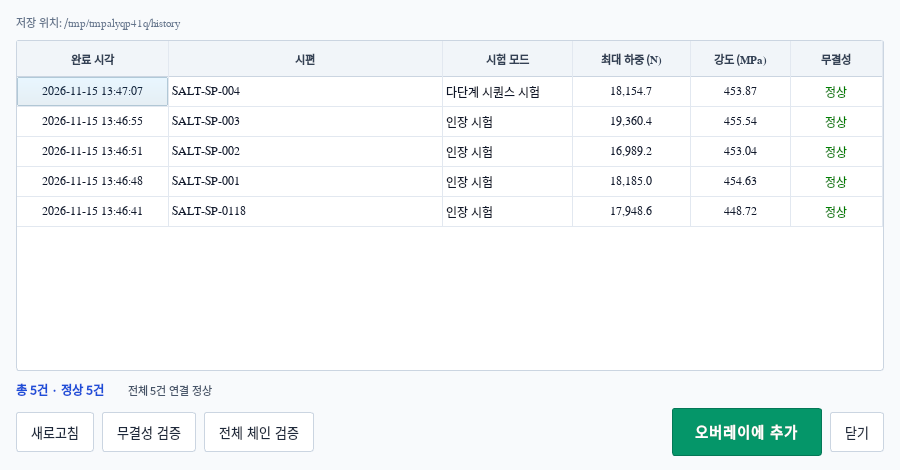 저장 위치: /tmp/tmpalyqp41q/history
완료 시각 시편 시험 모드 최대 하중 (N) 강도 (MPa) 무결성
2026-11-15 13:47:07 SALT-SP-004 다단계 시퀀스 시험 18,154.7 453.87 정상
2026-11-15 13:46:55 SALT-SP-003 인장 시험 19,360.4 455.54 정상
2026-11-15 13:46:51 SALT-SP-002 인장 시험 16,989.2 453.04 정상
2026-11-15 13:46:48 SALT-SP-001 인장 시험 18,185.0 454.63 정상
2026-11-15 13:46:41 SALT-SP-0118 인장 시험 17,948.6 448.72 정상
총 5건 · 정상 5건 전체 5건 연결 정상
새로고침 무결성 검증 전체 체인 검증 오버레이에 추가 닫기